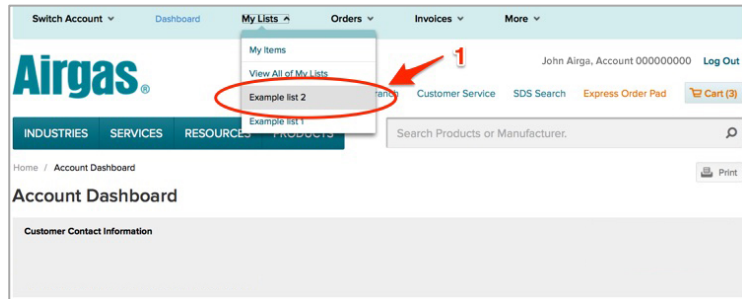 Switch Account Dashboard My Lists Orders Invoices More
My Items
1
John Airga, Account 000000000 Log Out
View All of My Lists
Airgas®
Example list 2
Customer Service SDS Search Express Order Pad Cart (3)
Example list 1
INDUSTRIES SERVICES RESOURCES PRODUCTS
Search Products or Manufacturer.
Home / Account Dashboard
Print
Account Dashboard
Customer Contact Information